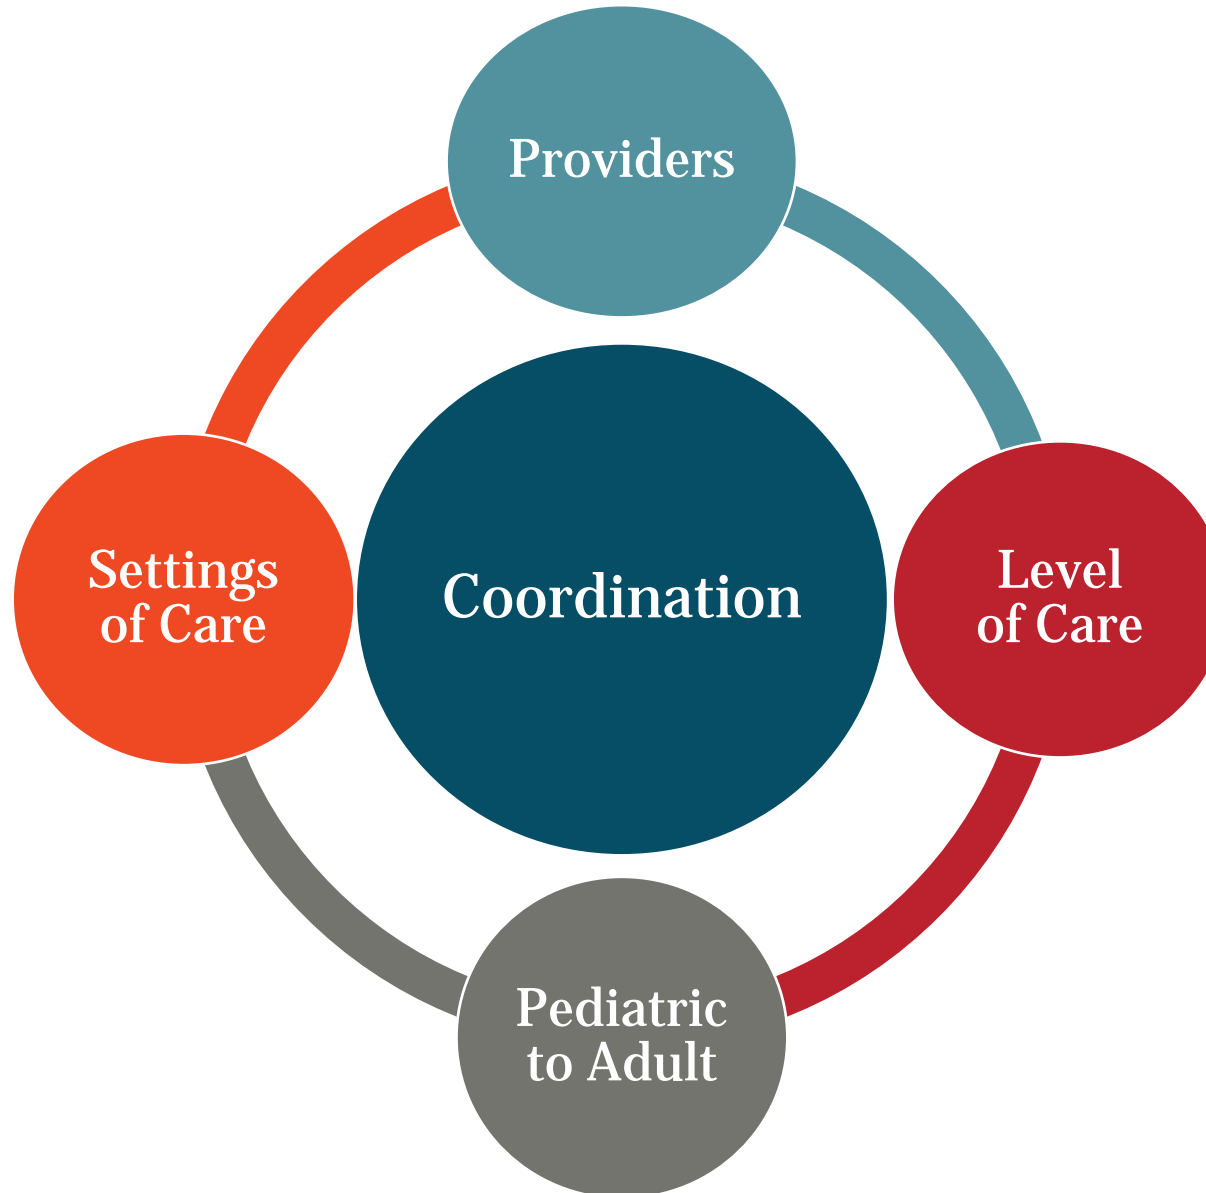 Providers
Settings
of Care
Coordination
Level
of Care
Pediatric
to Adult